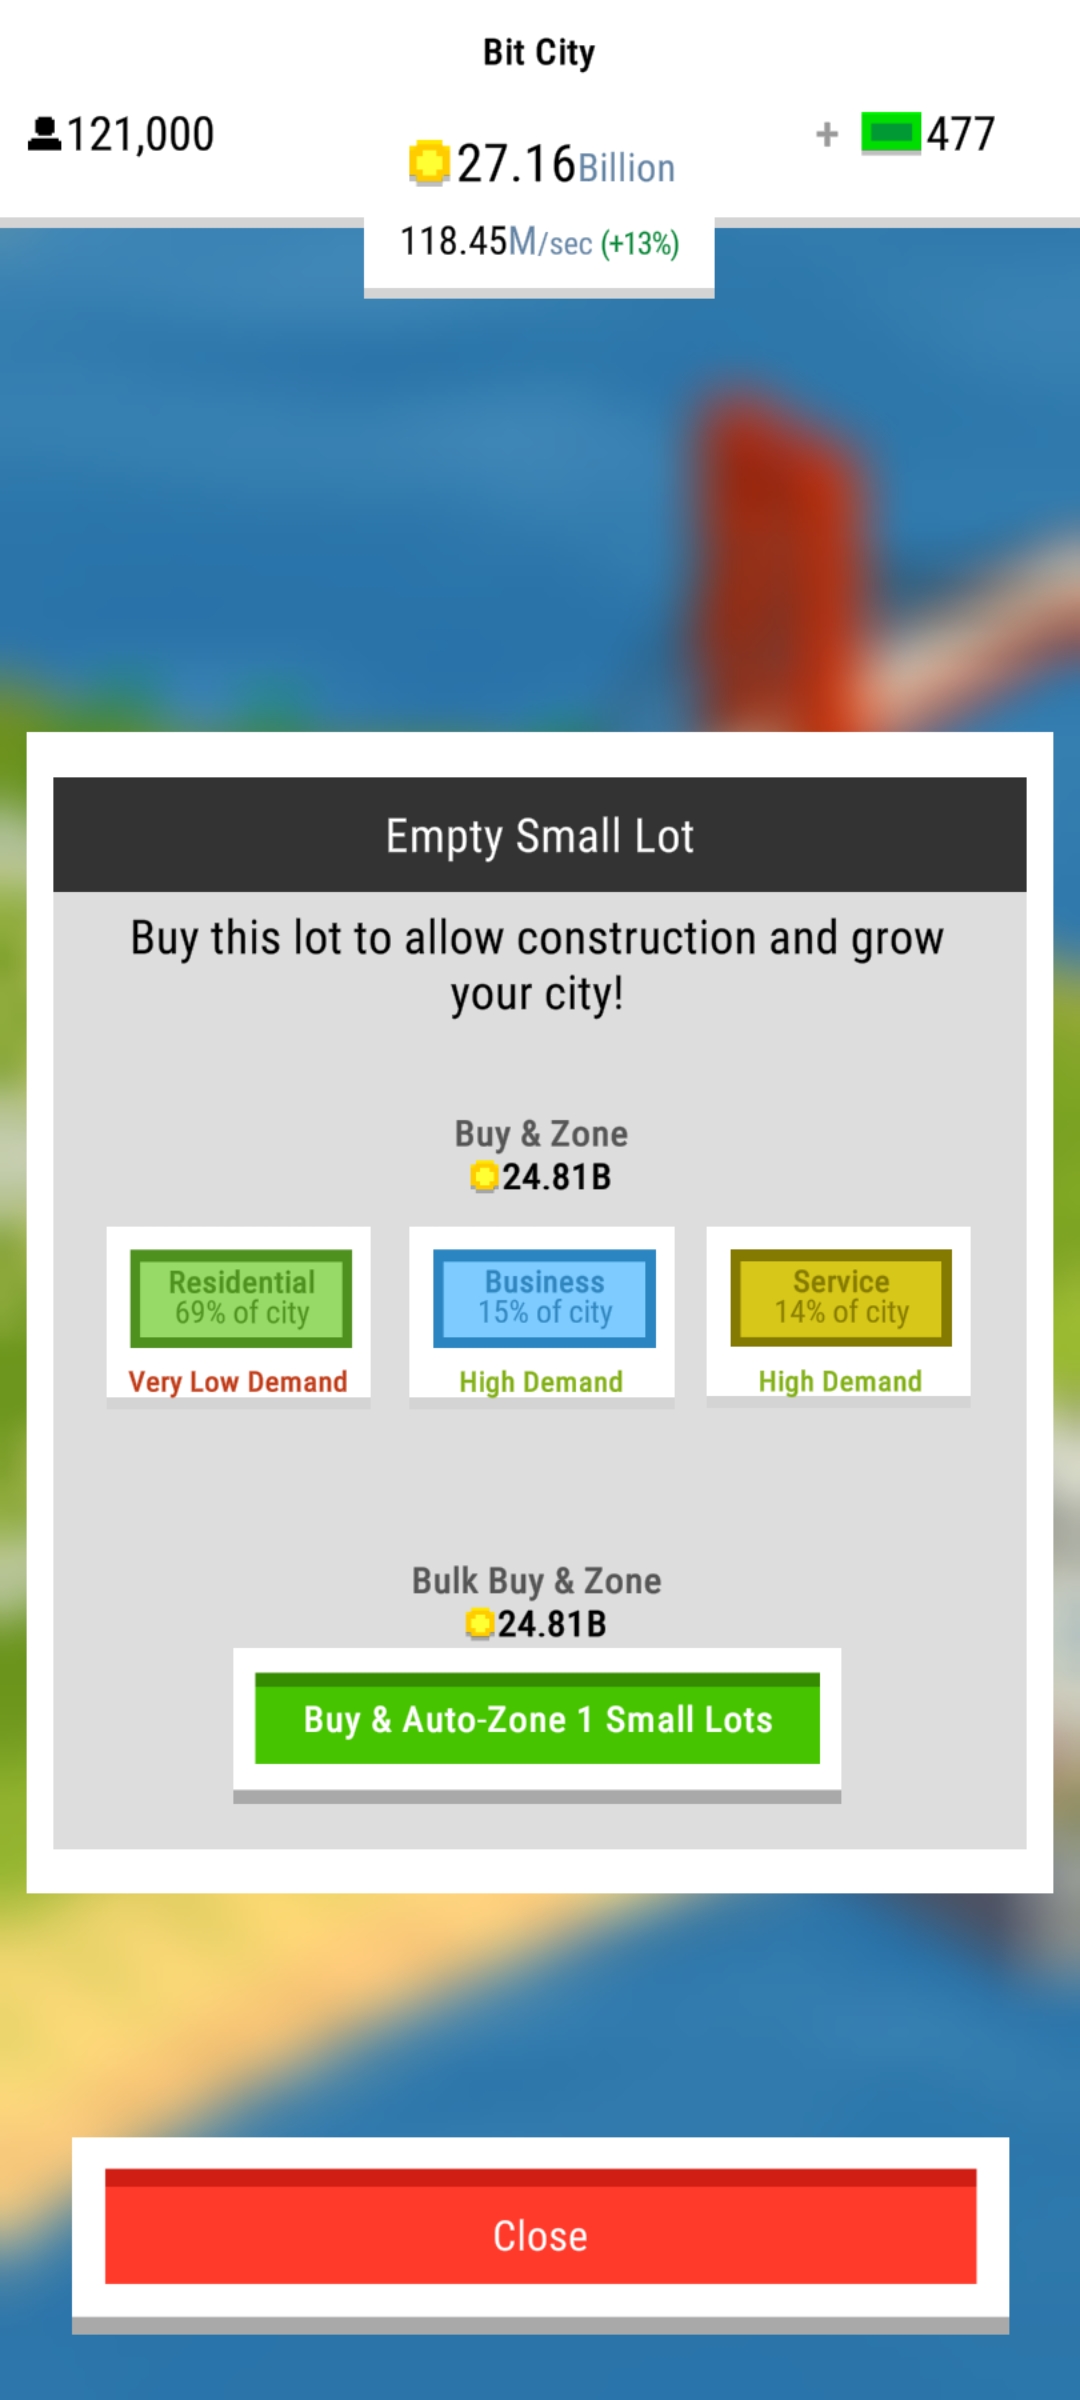 Bit City
121,000
27.16Billion
+ 477
118.45M/sec (+13%)
Empty Small Lot
Buy this lot to allow construction and grow
your city!
Buy & Zone
24.81B
Residential
69% of city
Very Low Demand
Business
15% of city
High Demand
Service
14% of city
High Demand
Bulk Buy & Zone
24.81B
Buy & Auto-Zone 1 Small Lots
Close